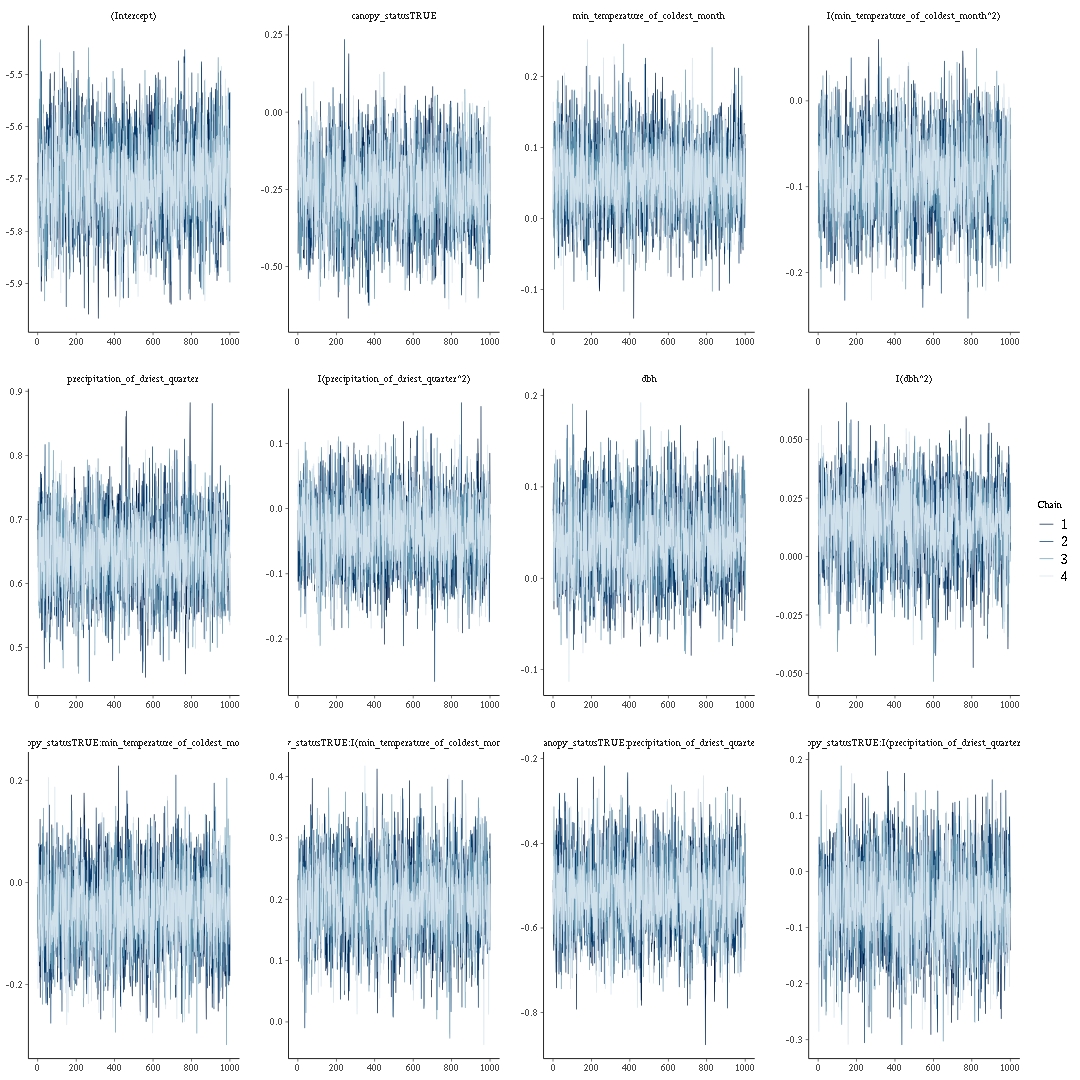 (Intercept) canopy_statusTRUE min_temperature_of_coldest_month I(min_temperature_of_coldest_month^2)
-5.5 -5.6 -5.7 -5.8 -5.9
0 200 400 600 800 1000
0.25 0.00 -0.25 -0.50
0 200 400 600 800 1000
0.2 0.1 0.0 -0.1
0 200 400 600 800 1000
0.0 -0.1 -0.2
0 200 400 600 800 1000
precipitation_of_driest_quarter I(precipitation_of_driest_quarter^2) dbh I(dbh^2)
0.9 0.8 0.7 0.6 0.5
0 200 400 600 800 1000
0.1 0.0 -0.1 -0.2
0 200 400 600 800 1000
0.2 0.1 0.0 -0.1
0 200 400 600 800 1000
0.050 0.025 0.000 -0.025 -0.050
0 200 400 600 800 1000
Chain
1
2
3
4
opy_statusTRUE:min_temperature_of_coldest_mo y_statusTRUE:I(min_temperature_of_coldest_mor anopy_statusTRUE:precipitation_of_driest_quarte opy_statusTRUE:I(precipitation_of_driest_quarter
0.2 0.0 -0.2
0 200 400 600 800 1000
0.4 0.3 0.2 0.1 0.0
0 200 400 600 800 1000
-0.2 -0.4 -0.6 -0.8
0 200 400 600 800 1000
0.2 0.1 0.0 -0.1 -0.2 -0.3
0 200 400 600 800 1000